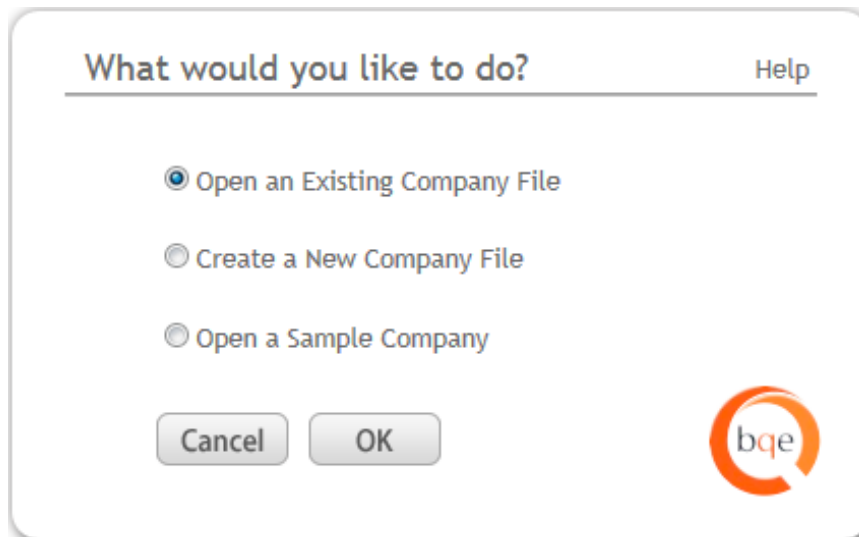 What would you like to do?
Help
Open an Existing Company File
Create a New Company File
Open a Sample Company
Cancel
OK
bqe